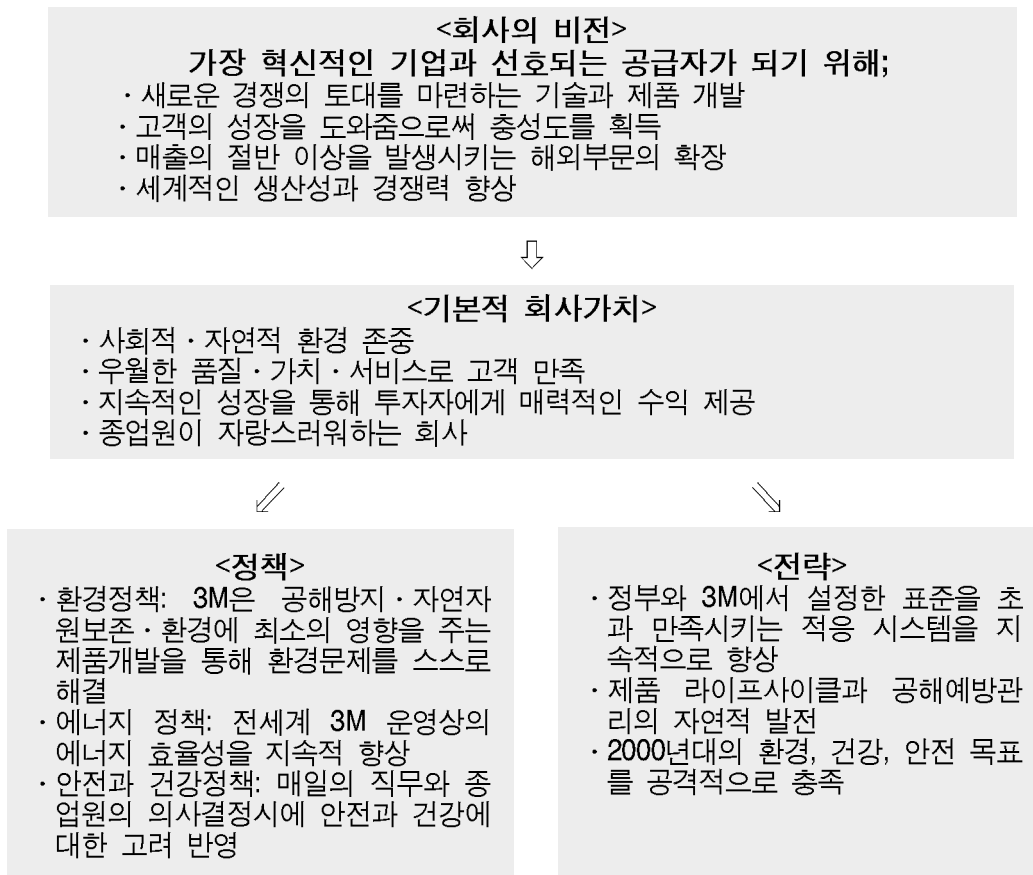 <회사의 비전>
가장 혁신적인 기업과 선호되는 공급자가 되기 위해;
· 새로운 경쟁의 토대를 마련하는 기술과 제품 개발
· 고객의 성장을 도와줌으로써 충성도를 획득
· 매출의 절반 이상을 발생시키는 해외부문의 확장
· 세계적인 생산성과 경쟁력 향상
<기본적 회사가치>
· 사회적 · 자연적 환경 존중
· 우월한 품질 · 가치 · 서비스로 고객 만족
· 지속적인 성장을 통해 투자자에게 매력적인 수익 제공
· 종업원이 자랑스러워하는 회사
<정책>
· 환경정책: 3M은 공해방지 · 자연자
원보존 · 환경에 최소의 영향을 주는
제품개발을 통해 환경문제를 스스로
해결
· 에너지 정책: 전세계 3M 운영상의
에너지 효율성을 지속적 향상
· 안전과 건강정책: 매일의 직무와 종
업원의 의사결정시에 안전과 건강에
대한 고려 반영
<전략>
· 정부와 3M에서 설정한 표준을 초
과 만족시키는 적응 시스템을 지
속적으로 향상
· 제품 라이프사이클과 공해예방관
리의 자연적 발전
· 2000년대의 환경, 건강, 안전 목표
를 공격적으로 충족